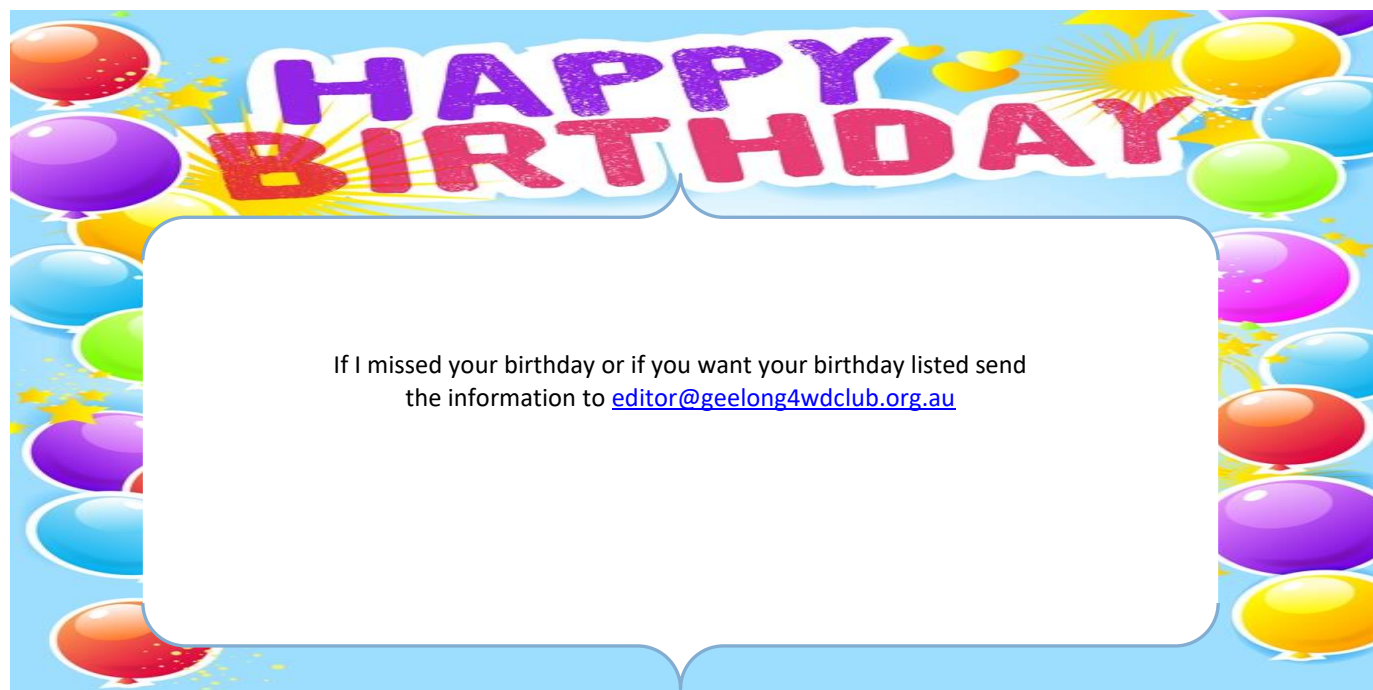 HAPPY
BIRTHDAY
If I missed your birthday or if you want your birthday listed send
the information to editor@geelong4wdclub.org.au